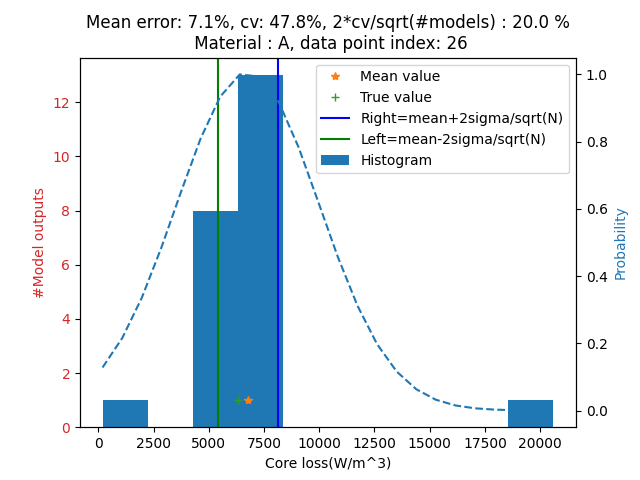 Mean error: 7.1%, cv: 47.8%, 2*cv/sqrt(#models) : 20.0 %
Material : A, data point index: 26
Mean value
True value
Right=mean+2sigma/sqrt(N)
Left=mean-2sigma/sqrt(N)
Histogram
#Model outputs
12
10
8
6
4
2
0
1.0
0.8
0.6
0.4
0.2
0.0
Probability
0 2500 5000 7500 10000 12500 15000 17500 20000
Core loss(W/m^3)